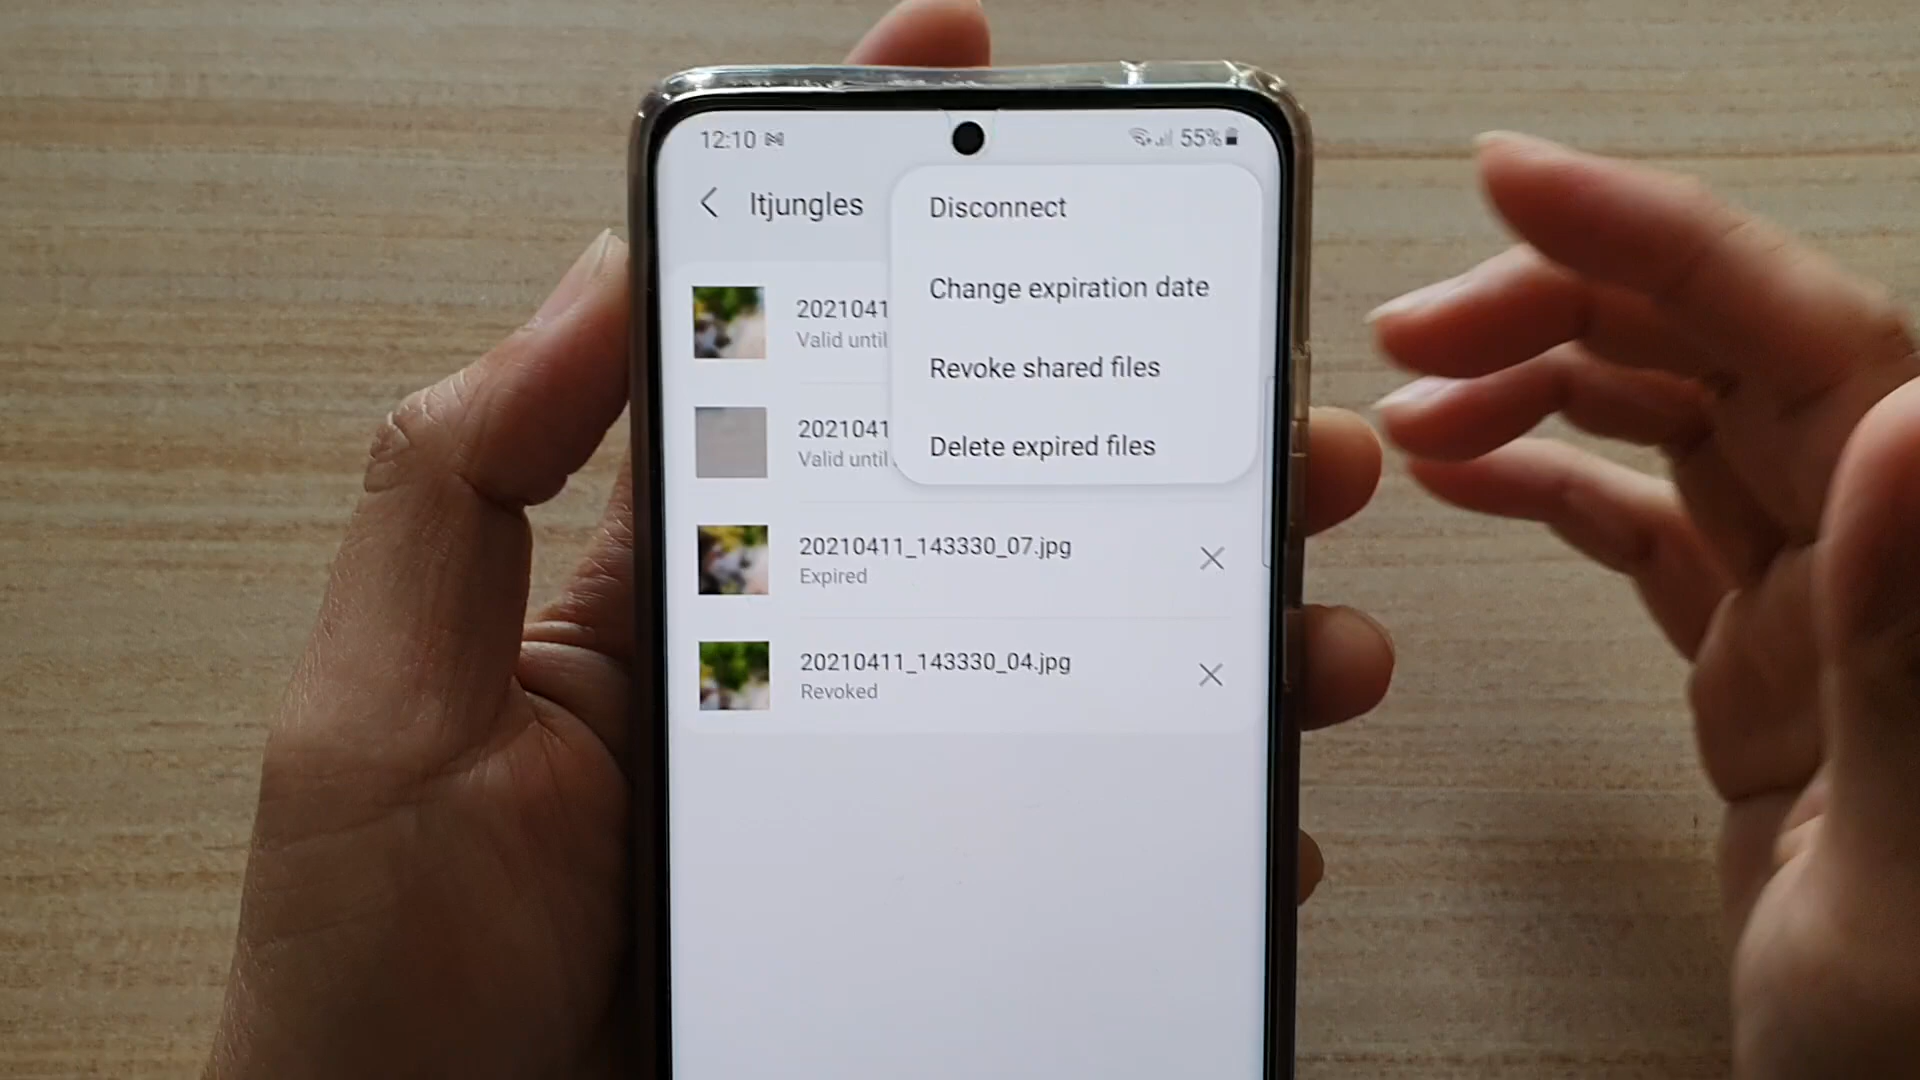 12:10
55%
Itjungles
Disconnect
Change expiration date
Revoke shared files
Delete expired files
2021041
Valid until
2021041
Valid until
20210411_143330_07.jpg
Expired
20210411_143330_04.jpg
Revoked